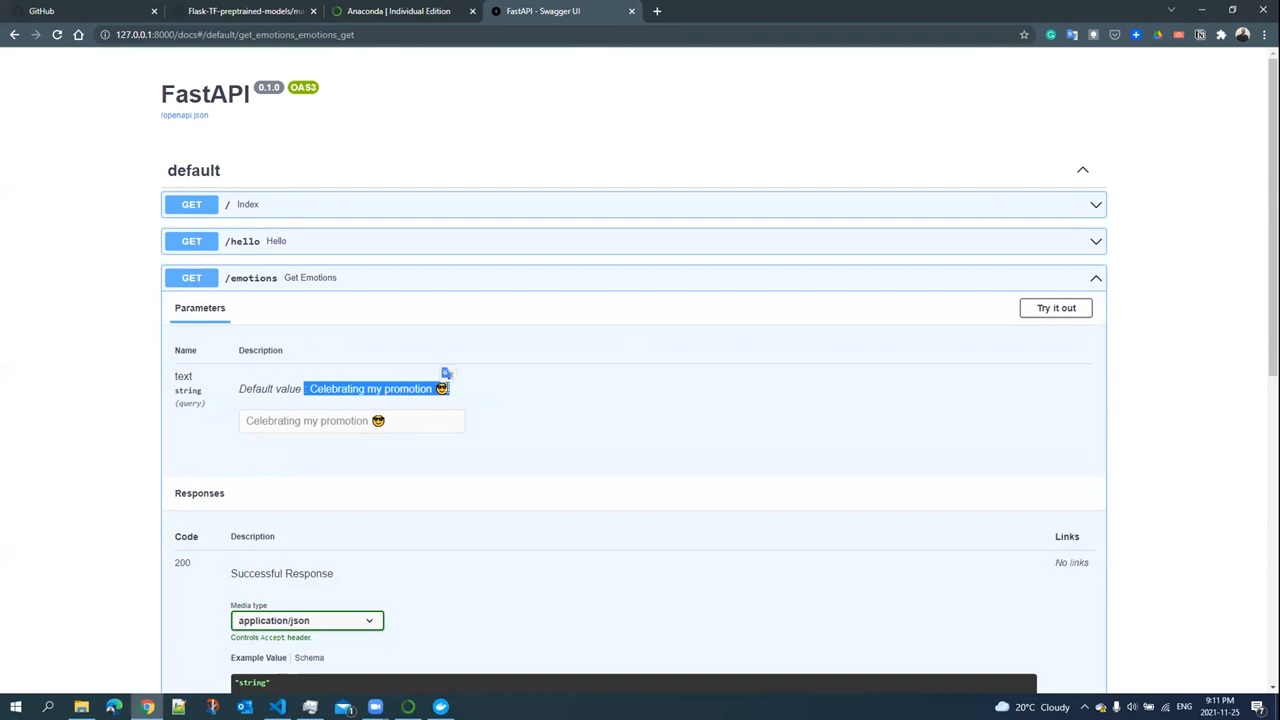 GitHub
Flask-TF-preptrained-models/ma
Anaconda | Individual Edition
FastAPI - Swagger UI
127.0.0.1:8000/docs#/default/get_emotions_emotions_get
FastAPI 0.1.0 OAS3
/openapi.json
default
GET / Index
GET /hello Hello
GET /emotions Get Emotions
Parameters
Try it out
Name Description
text
string
(query)
Default value : Celebrating my promotion 😎
Celebrating my promotion 😎
Responses
Code Description Links
200 Successful Response No links
Media type
application/json
Controls Accept header.
Example Value Schema
"string"
20°C Cloudy
ENG
9:11 PM
2021-11-25